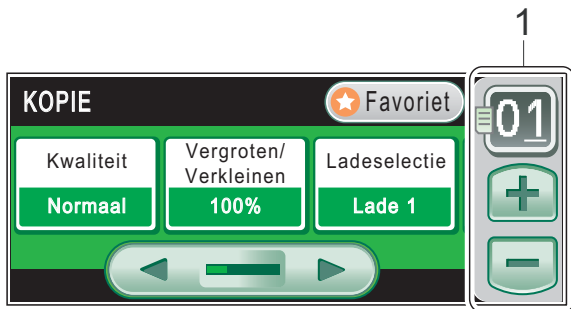 1
KOPIE
Favoriet
01
Kwaliteit
Normaal
Vergroten/
Verkleinen
100%
Ladeselectie
Lade 1
+
−